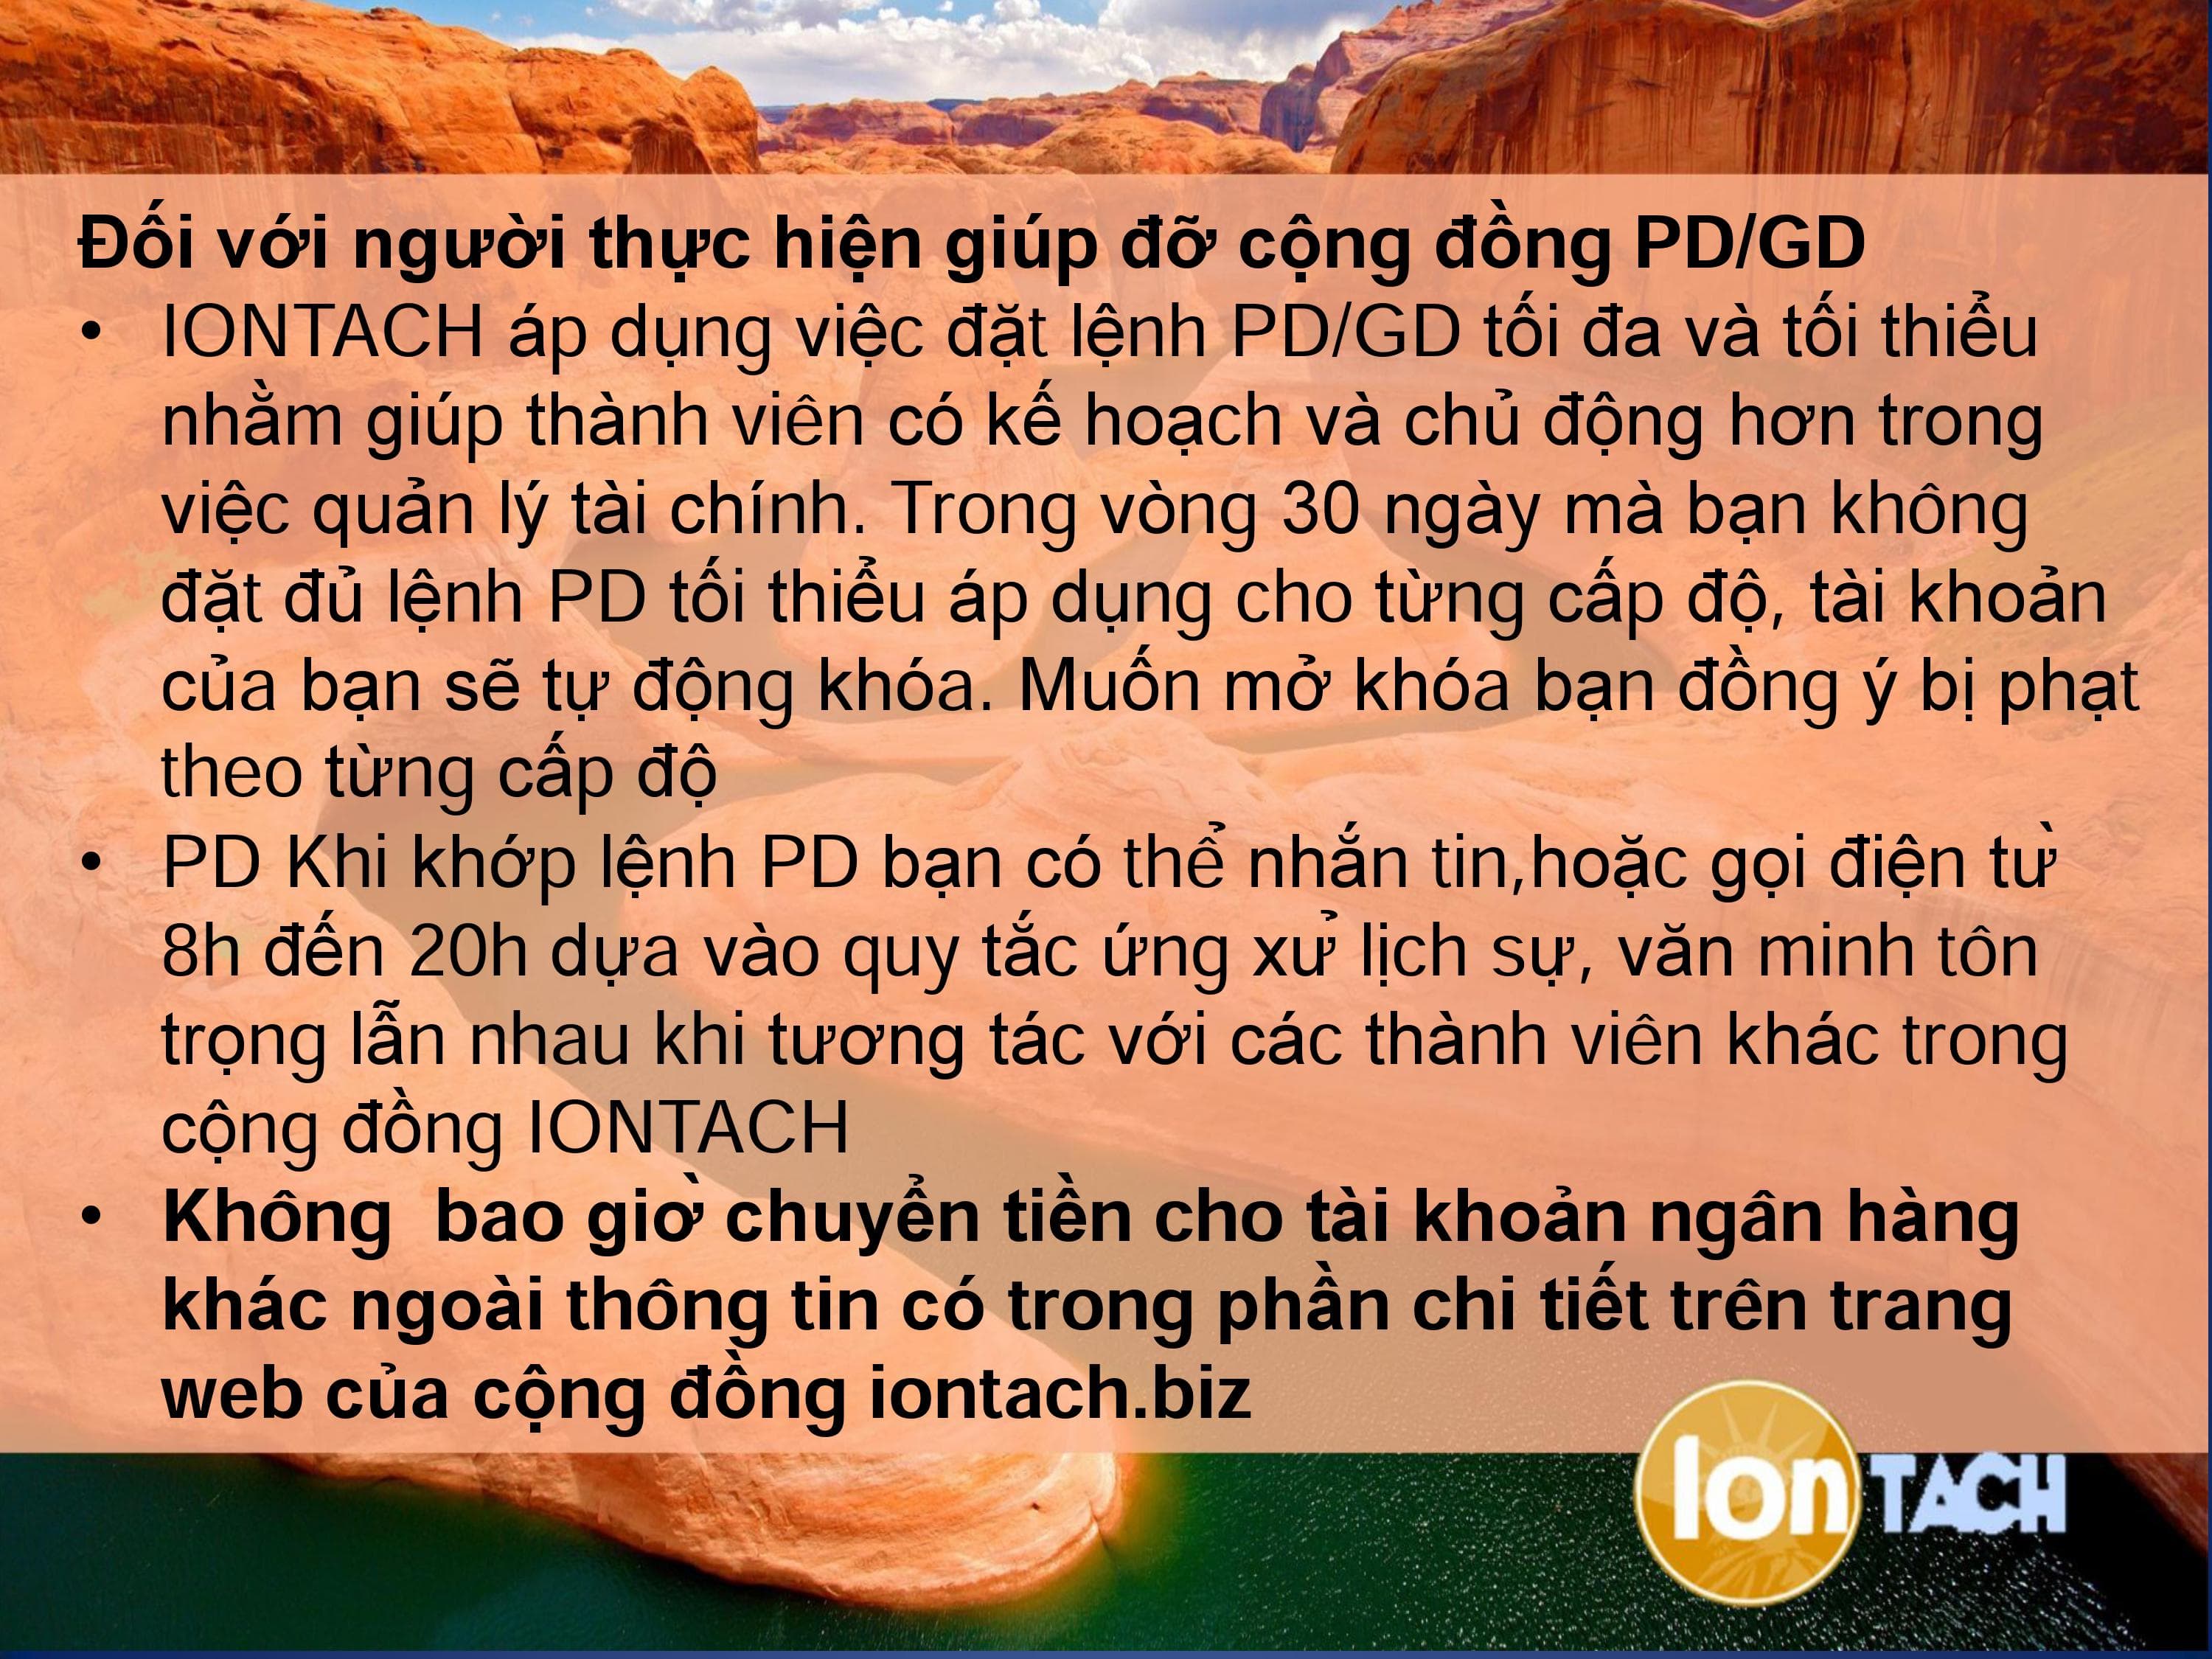 Đối với người thực hiện giúp đỡ cộng đồng PD/GD
• IONTACH áp dụng việc đặt lệnh PD/GD tối đa và tối thiểu
nhằm giúp thành viên có kế hoạch và chủ động hơn trong
việc quản lý tài chính. Trong vòng 30 ngày mà bạn không
đặt đủ lệnh PD tối thiểu áp dụng cho từng cấp độ, tài khoản
của bạn sẽ tự động khóa. Muốn mở khóa bạn đồng ý bị phạt
theo từng cấp độ
• PD Khi khớp lệnh PD bạn có thể nhắn tin,hoặc gọi điện từ
8h đến 20h dựa vào quy tắc ứng xử lịch sự, văn minh tôn
trọng lẫn nhau khi tương tác với các thành viên khác trong
cộng đồng IONTACH
• Không  bao giờ chuyển tiền cho tài khoản ngân hàng
khác ngoài thông tin có trong phần chi tiết trên trang
web của cộng đồng iontach.biz
Ion TACH